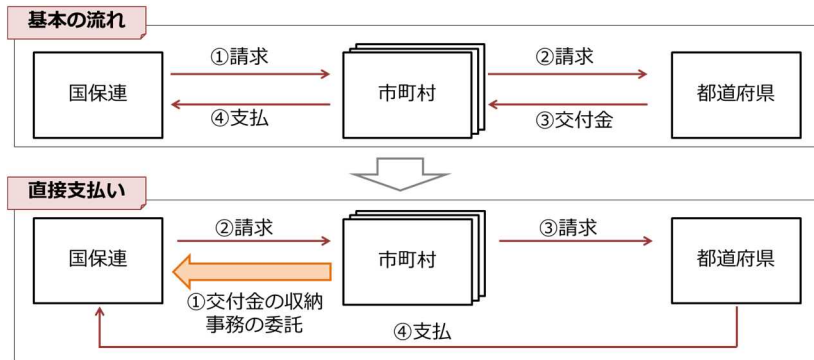 基本の流れ
①請求
②請求
国保連
市町村
都道府県
④支払
③交付金
直接支払い
②請求
③請求
国保連
市町村
都道府県
①交付金の収納
事務の委託
④支払